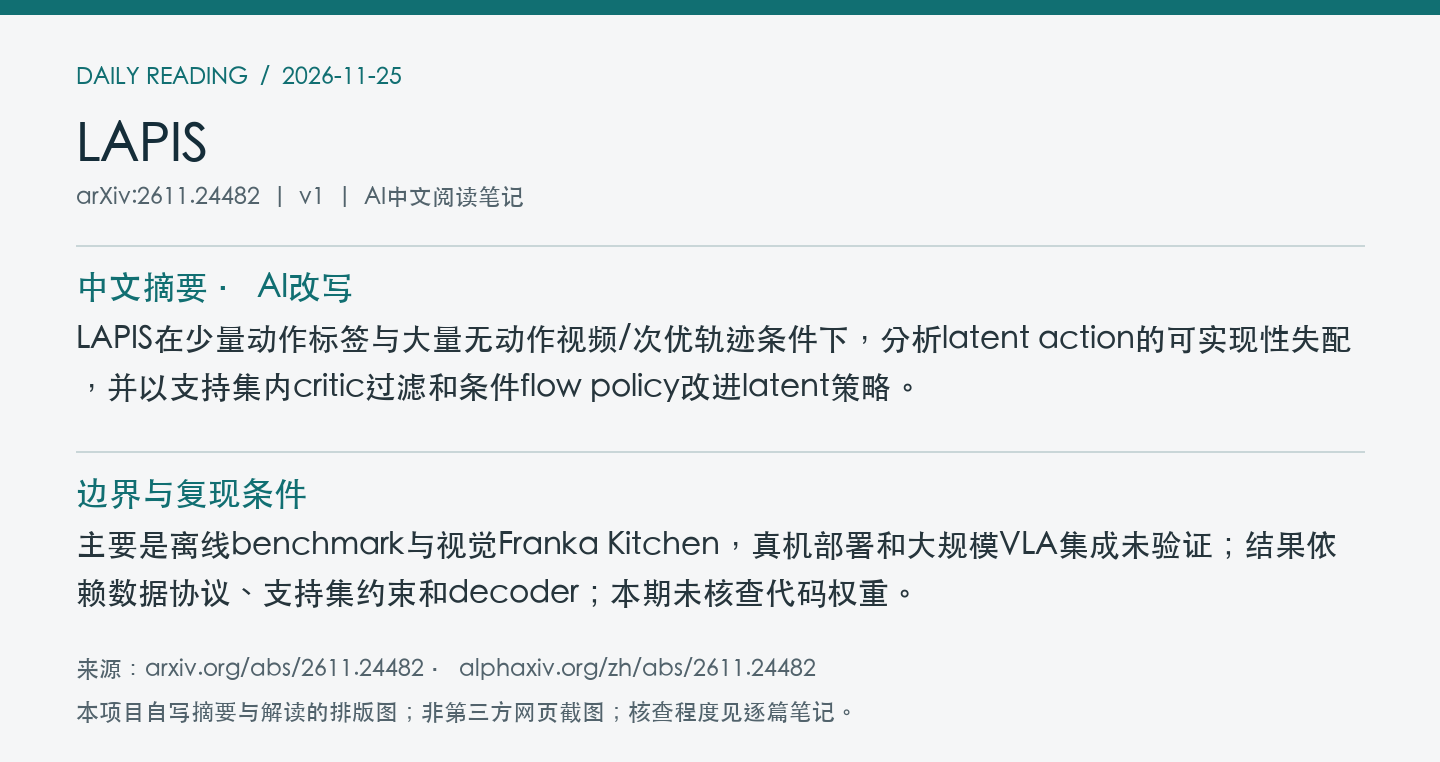 DAILY READING / 2026-11-25
LAPIS
arXiv:2611.24482 | v1 | AI中文阅读笔记
中文摘要· AI改写
LAPIS在少量动作标签与大量无动作视频/次优轨迹条件下，分析latent action的可实现性失配
，并以支持集内critic过滤和条件flow policy改进latent策略。
边界与复现条件
主要是离线benchmark与视觉Franka Kitchen，真机部署和大规模VLA集成未验证；结果依
赖数据协议、支持集约束和decoder；本期未核查代码权重。
来源：arxiv.org/abs/2611.24482· alphaxiv.org/zh/abs/2611.24482
本项目自写摘要与解读的排版图；非第三方网页截图；核查程度见逐篇笔记。